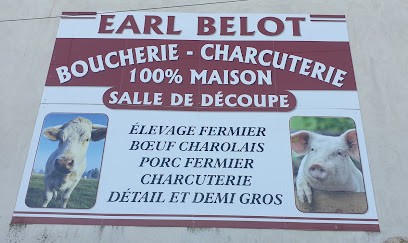 EARL BELOT
BOUCHERIE - CHARCUTERIE
100% MAISON
SALLE DE DÉCOUPE
ÉLEVAGE FERMIER
BŒUF CHAROLAIS
PORC FERMIER
CHARCUTERIE
DÉTAIL ET DEMI GROS